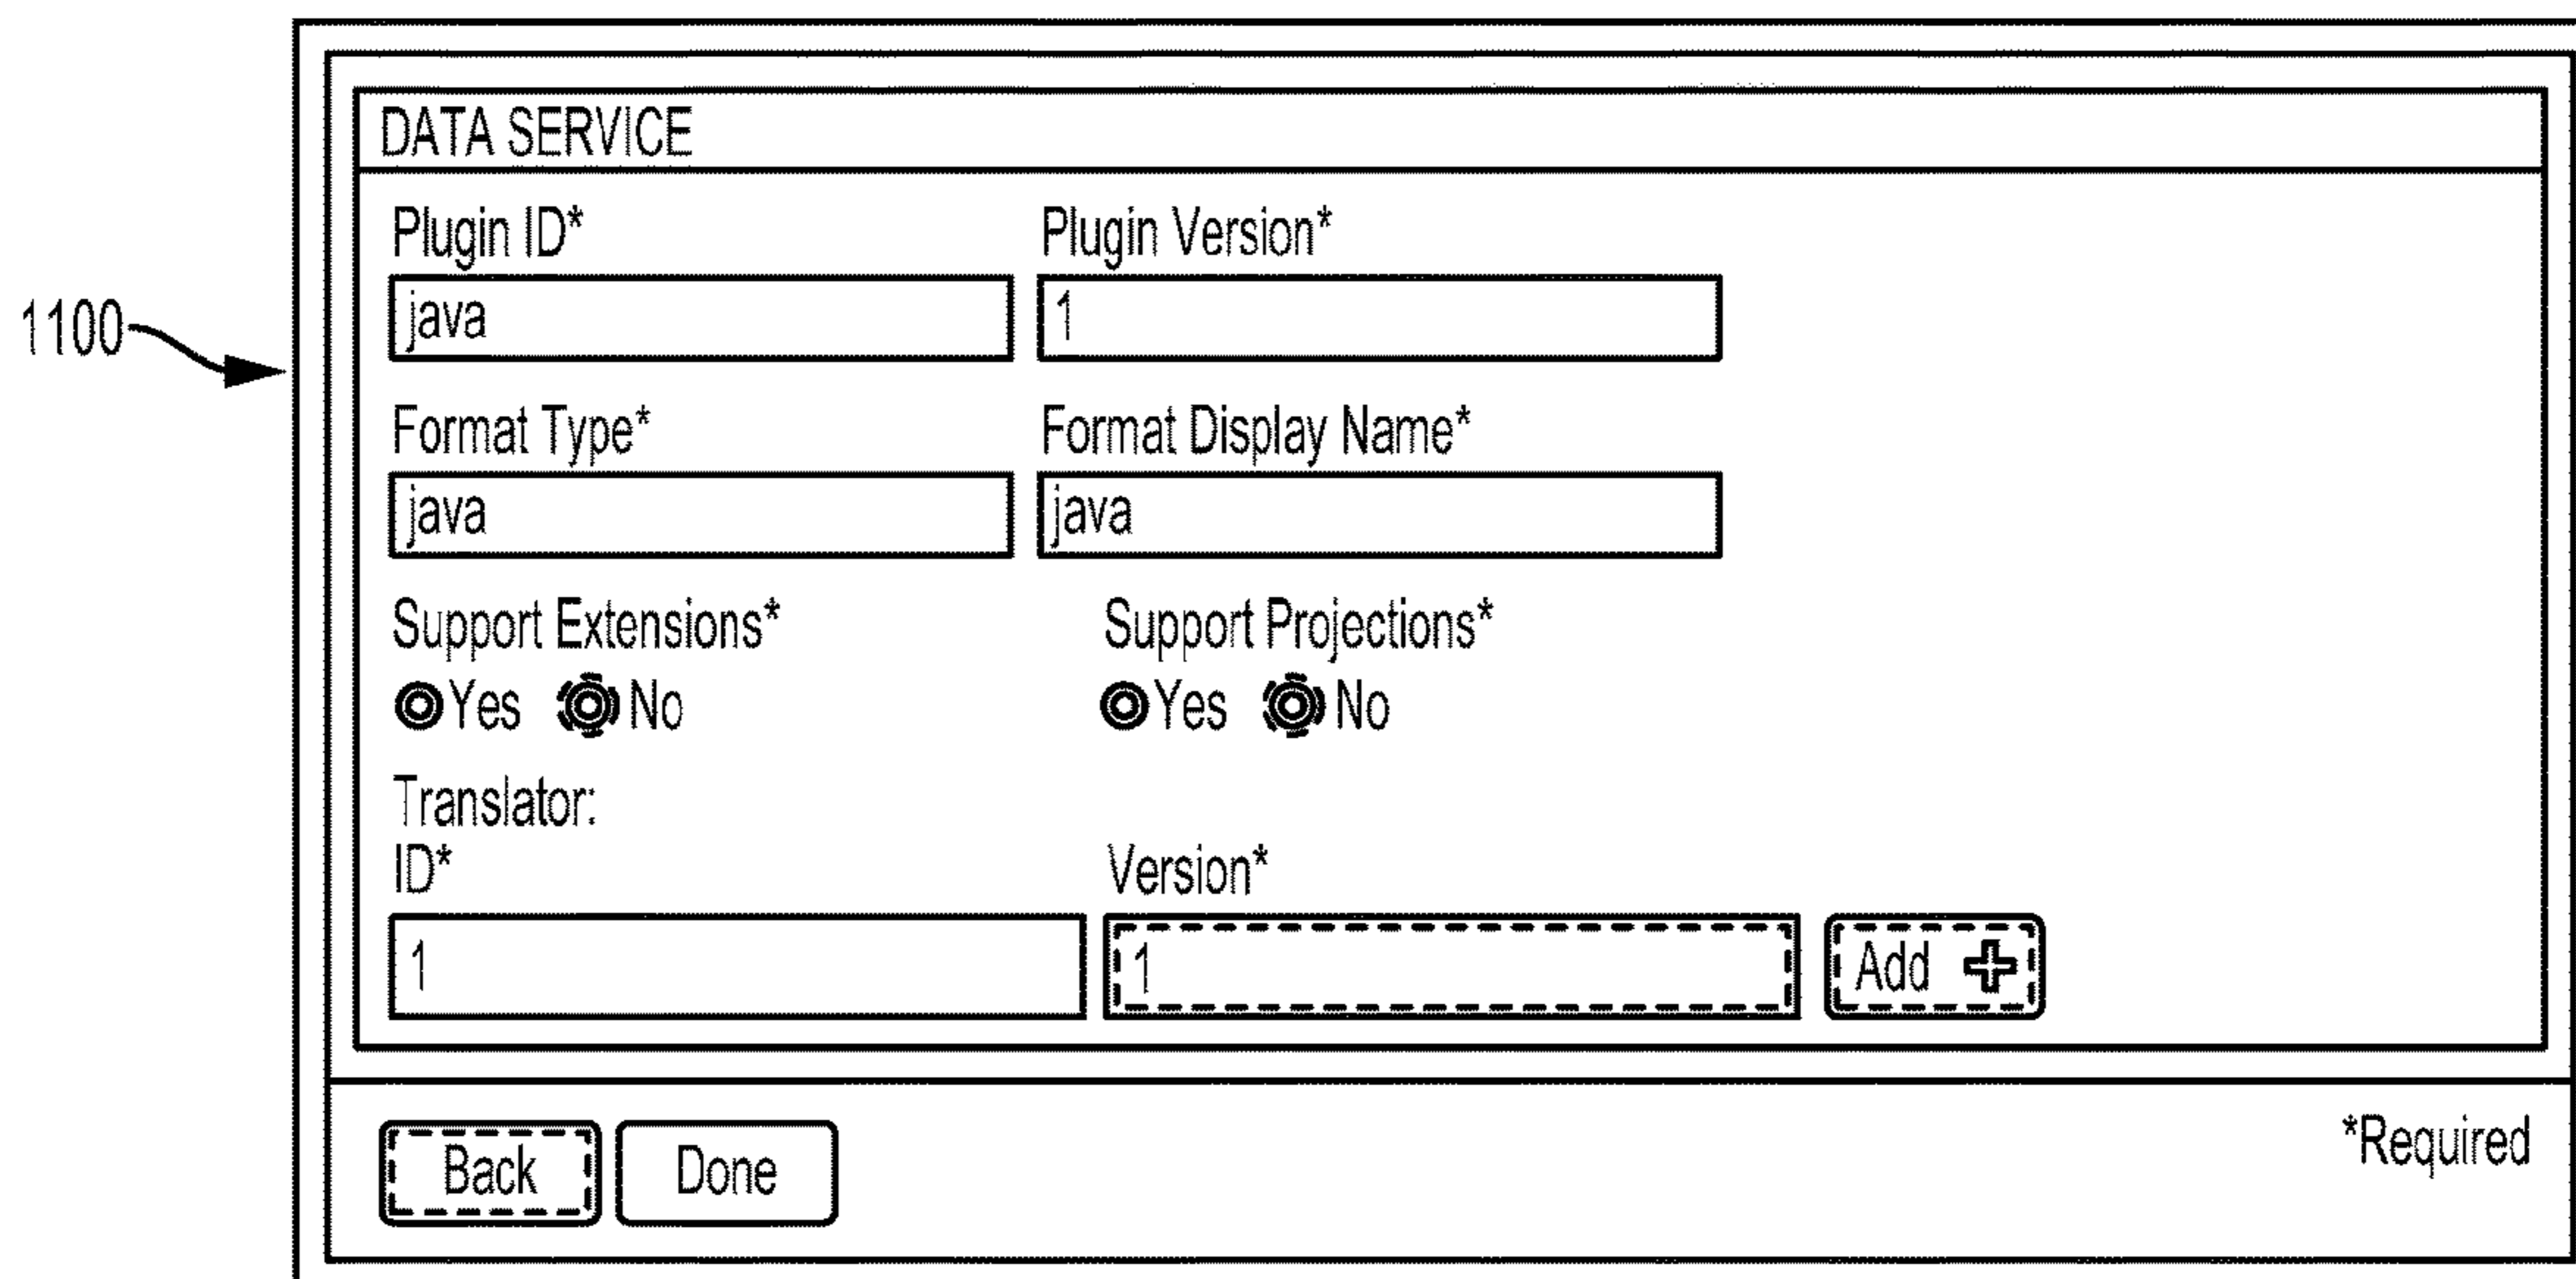 DATA SERVICE
Plugin ID* Plugin Version*
java 1
1100
Format Type* Format Display Name*
java java
Support Extensions* Support Projections*
Yes No Yes No
Translator:
ID* Version*
1 1 Add
Back Done *Required